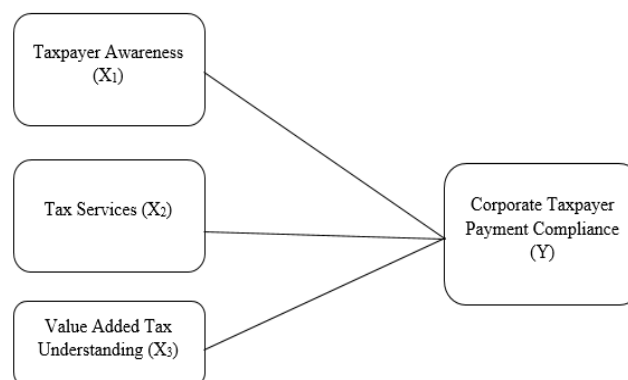 Taxpayer Awareness
(X₁)
Tax Services (X₂)
Value Added Tax
Understanding (X₃)
Corporate Taxpayer
Payment Compliance
(Y)